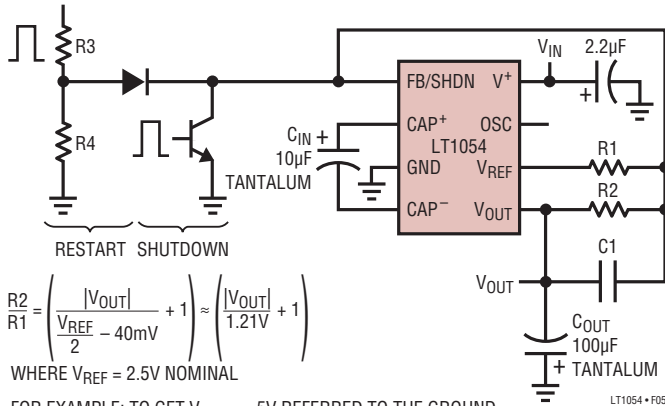 R3
R4
RESTART SHUTDOWN
CIN +
10µF
TANTALUM
FB/SHDN V+
CAP+ OSC
LT1054
GND VREF
CAP– VOUT
VIN 2.2µF
+
R1
R2
C1
VOUT
COUT
100µF
+ TANTALUM
R2/R1 = (|VOUT| / (VREF/2 – 40mV) + 1) ≈ (|VOUT|/1.21V + 1)
WHERE VREF = 2.5V NOMINAL
LT1054 • F05